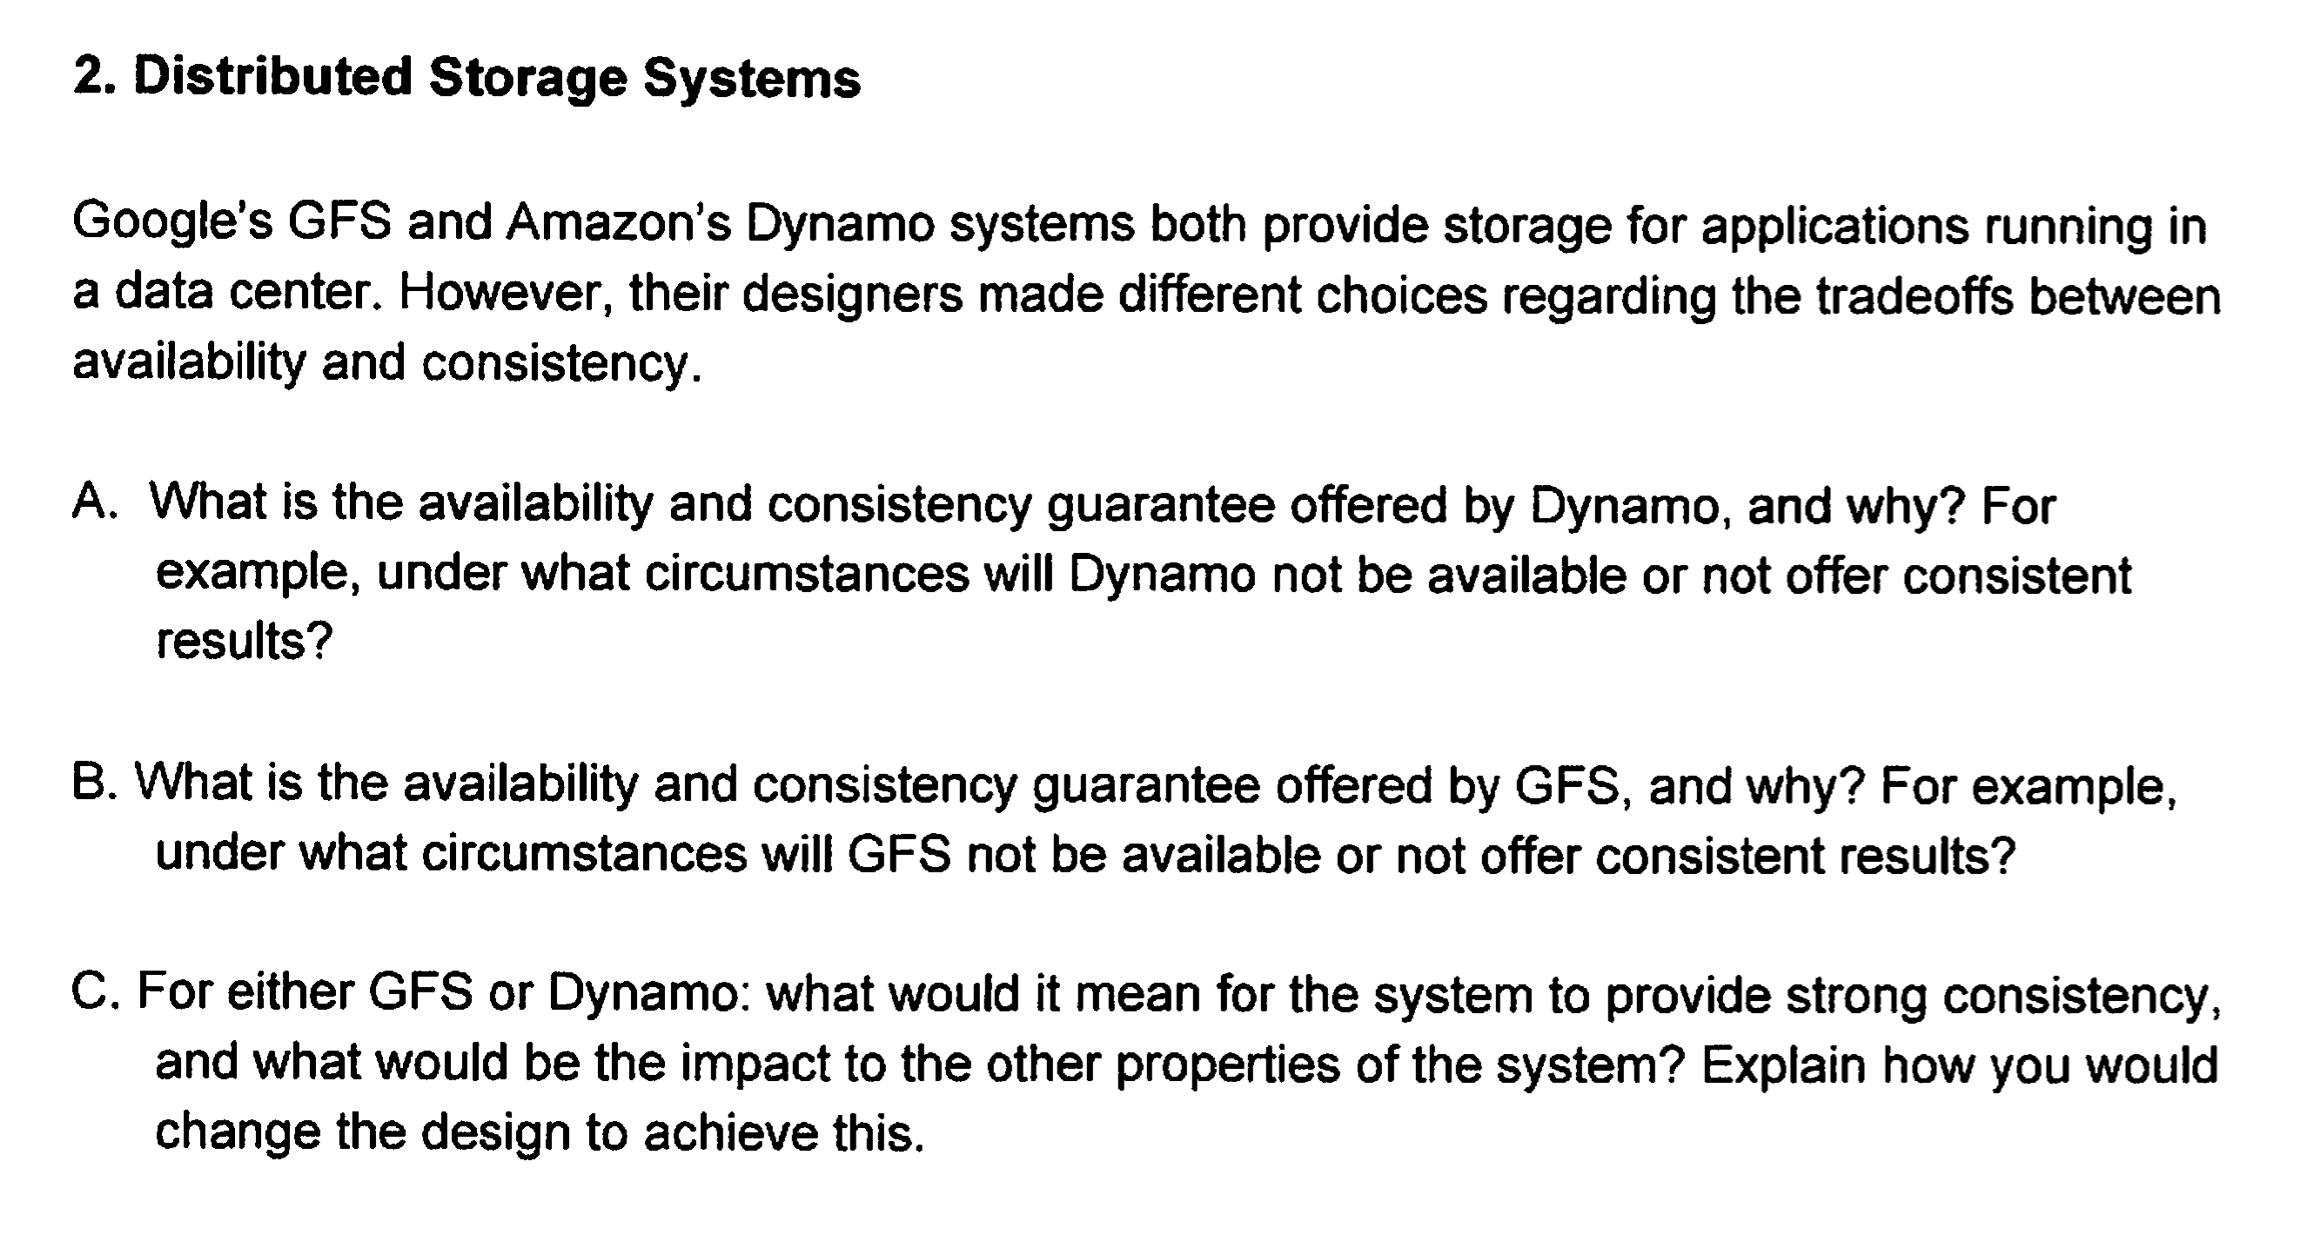 2. Distributed Storage Systems
Google's GFS and Amazon's Dynamo systems both provide storage for applications running in
a data center. However, their designers made different choices regarding the tradeoffs between
availability and consistency.
A. What is the availability and consistency guarantee offered by Dynamo, and why? For
example, under what circumstances will Dynamo not be available or not offer consistent
results?
B. What is the availability and consistency guarantee offered by GFS, and why? For example,
under what circumstances will GFS not be available or not offer consistent results?
C. For either GFS or Dynamo: what would it mean for the system to provide strong consistency,
and what would be the impact to the other properties of the system? Explain how you would
change the design to achieve this.